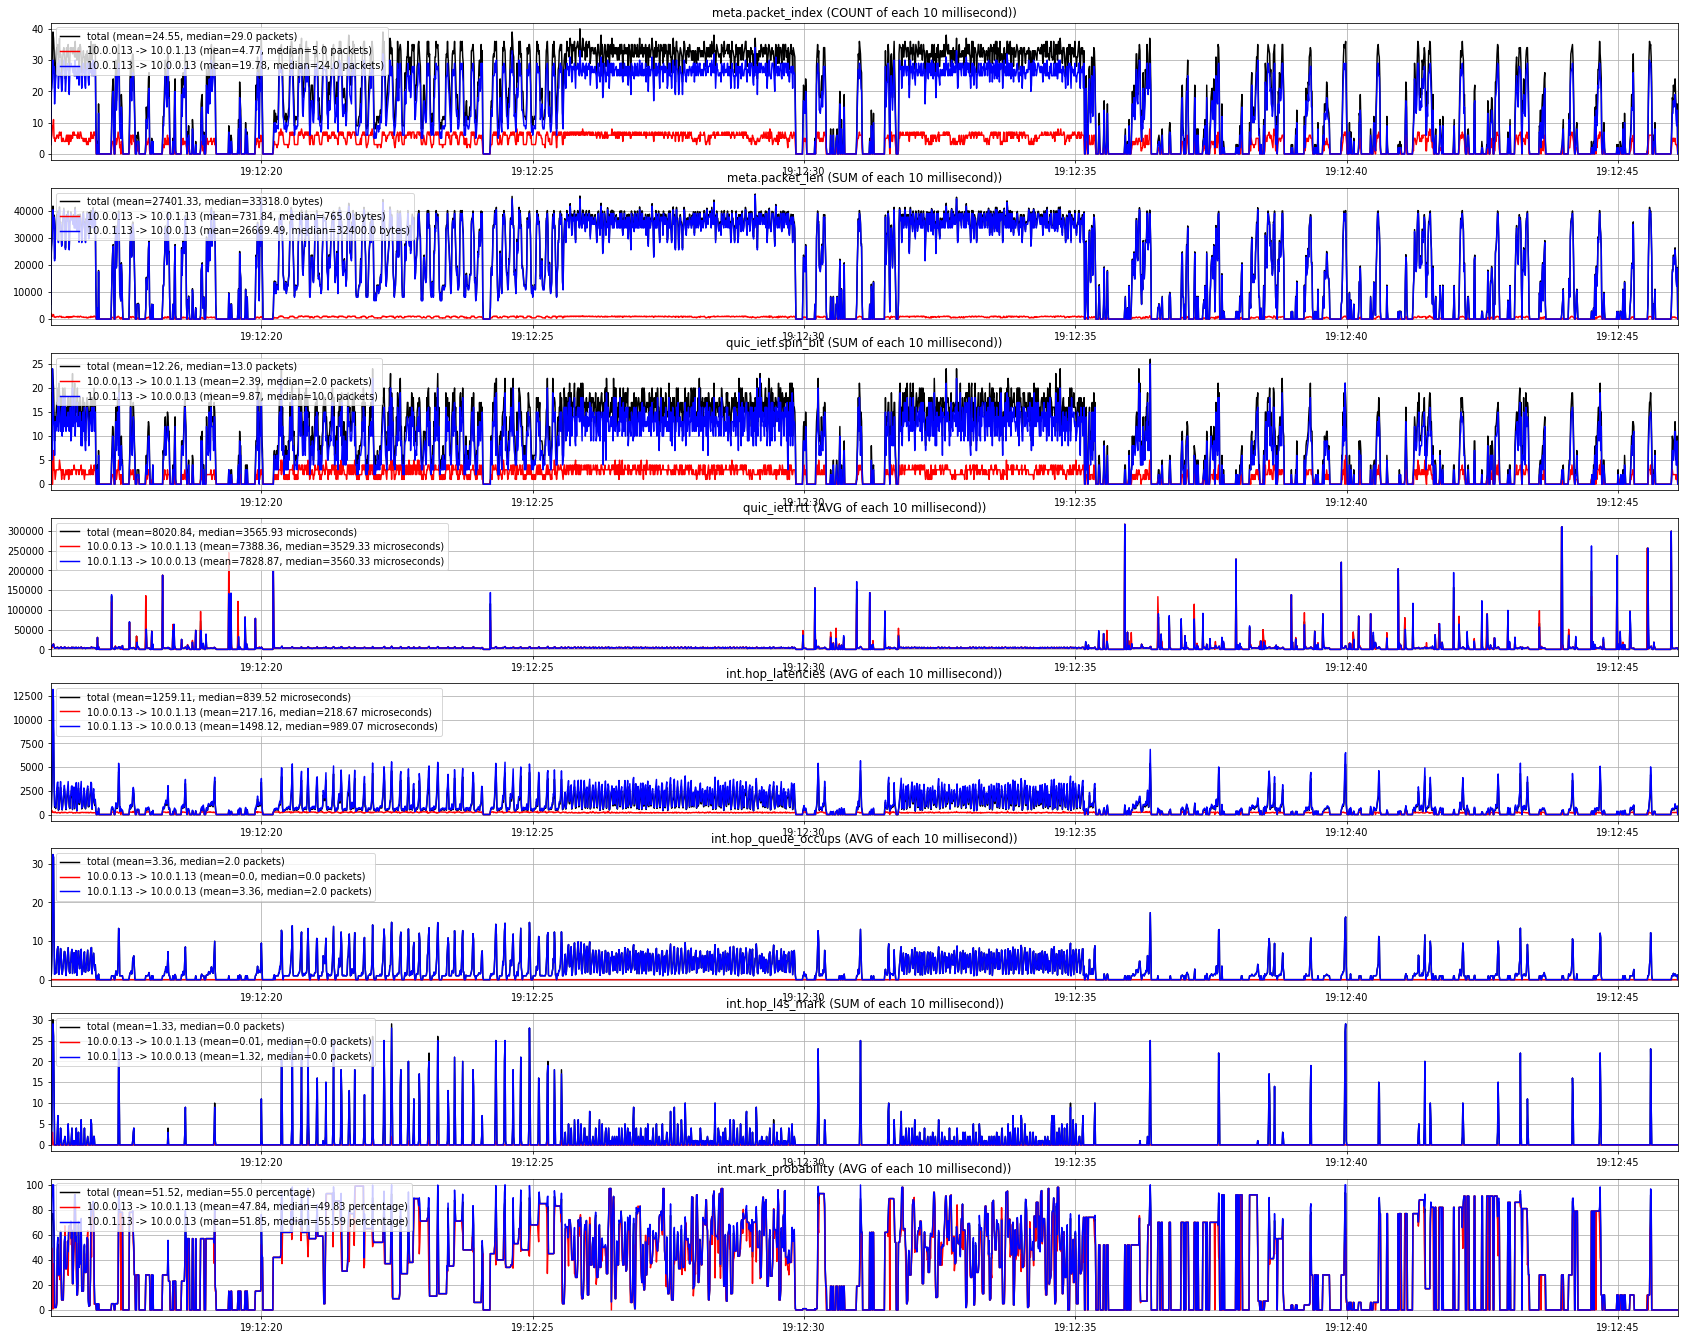 meta.packet_index (COUNT of each 10 millisecond))
total (mean=24.55, median=29.0 packets)
10.0.0.13 -> 10.0.1.13 (mean=4.77, median=5.0 packets)
10.0.1.13 -> 10.0.0.13 (mean=19.78, median=24.0 packets)
40
30
20
10
0
19:12:20 19:12:25 19:12:30 19:12:35 19:12:40 19:12:45
meta.packet_len (SUM of each 10 millisecond))
total (mean=27401.33, median=33318.0 bytes)
10.0.0.13 -> 10.0.1.13 (mean=731.84, median=765.0 bytes)
10.0.1.13 -> 10.0.0.13 (mean=26669.49, median=32400.0 bytes)
40000
30000
20000
10000
0
19:12:20 19:12:25 19:12:30 19:12:35 19:12:40 19:12:45
quic_ietf.spin_bit (SUM of each 10 millisecond))
total (mean=12.26, median=13.0 packets)
10.0.0.13 -> 10.0.1.13 (mean=2.39, median=2.0 packets)
10.0.1.13 -> 10.0.0.13 (mean=9.87, median=10.0 packets)
25
20
15
10
5
0
19:12:20 19:12:25 19:12:30 19:12:35 19:12:40 19:12:45
quic_ietf.rtt (AVG of each 10 millisecond))
total (mean=8020.84, median=3565.93 microseconds)
10.0.0.13 -> 10.0.1.13 (mean=7388.36, median=3529.33 microseconds)
10.0.1.13 -> 10.0.0.13 (mean=7828.87, median=3560.33 microseconds)
300000
250000
200000
150000
100000
50000
0
19:12:20 19:12:25 19:12:30 19:12:35 19:12:40 19:12:45
int.hop_latencies (AVG of each 10 millisecond))
total (mean=1259.11, median=839.52 microseconds)
10.0.0.13 -> 10.0.1.13 (mean=217.16, median=218.67 microseconds)
10.0.1.13 -> 10.0.0.13 (mean=1498.12, median=989.07 microseconds)
12500
10000
7500
5000
2500
0
19:12:20 19:12:25 19:12:30 19:12:35 19:12:40 19:12:45
int.hop_queue_occups (AVG of each 10 millisecond))
total (mean=3.36, median=2.0 packets)
10.0.0.13 -> 10.0.1.13 (mean=0.0, median=0.0 packets)
10.0.1.13 -> 10.0.0.13 (mean=3.36, median=2.0 packets)
30
20
10
0
19:12:20 19:12:25 19:12:30 19:12:35 19:12:40 19:12:45
int.hop_l4s_mark (SUM of each 10 millisecond))
total (mean=1.33, median=0.0 packets)
10.0.0.13 -> 10.0.1.13 (mean=0.01, median=0.0 packets)
10.0.1.13 -> 10.0.0.13 (mean=1.32, median=0.0 packets)
30
25
20
15
10
5
0
19:12:20 19:12:25 19:12:30 19:12:35 19:12:40 19:12:45
int.mark_probability (AVG of each 10 millisecond))
total (mean=51.52, median=55.0 percentage)
10.0.0.13 -> 10.0.1.13 (mean=47.84, median=49.83 percentage)
10.0.1.13 -> 10.0.0.13 (mean=51.85, median=55.59 percentage)
100
80
60
40
20
0
19:12:20 19:12:25 19:12:30 19:12:35 19:12:40 19:12:45